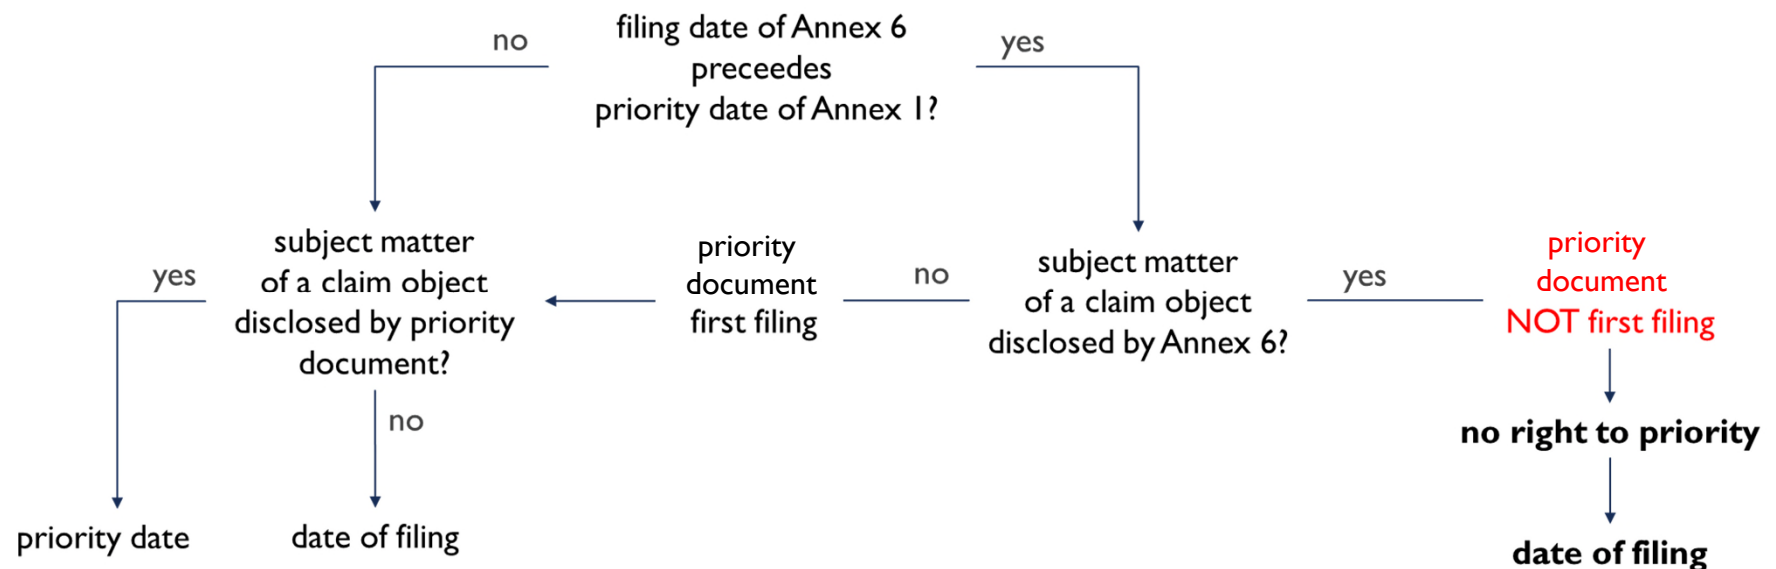 filing date of Annex 6
preceedes
priority date of Annex 1?
no
yes
subject matter
of a claim object
disclosed by priority
document?
yes
no
priority date
date of filing
priority
document
first filing
no
subject matter
of a claim object
disclosed by Annex 6?
yes
priority
document
NOT first filing
no right to priority
date of filing